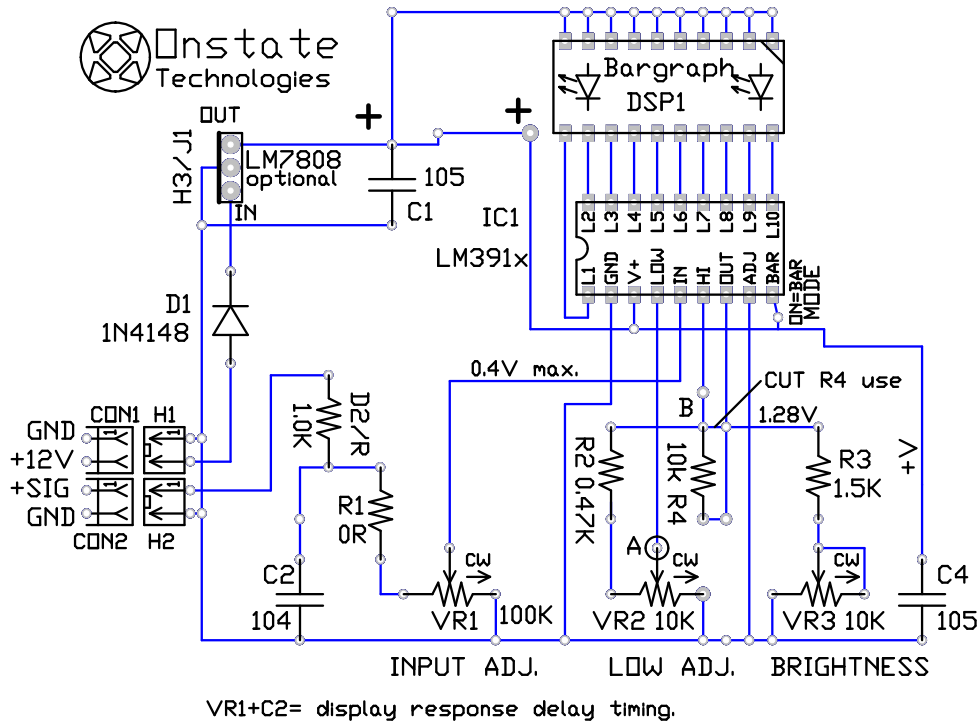 Onstate
Technologies
OUT
H3/J1
LM7808
optional
IN
+
105
C1
+
Bargraph
DSP1
IC1
LM391x
L2 L3 L4 L5 L6 L7 L8 L9 L10
L1 GND V+ LOW IN HI OUT ADJ BAR
ON=BAR
MODE
D1
1N4148
0.4V max.
CUT R4 use
B
1.28V
CON1 H1
GND
+12V
+SIG
GND
1 1
1 1
CON2 H2
D2/R
1.0K
R1
0R
R2 0.47K
10k R4
R3
1.5K
+V
A
CW
CW
CW
C2
104
VR1
100K
VR2 10K
VR3 10K
C4
105
INPUT ADJ.
LOW ADJ.
BRIGHTNESS
VR1+C2= display response delay timing.